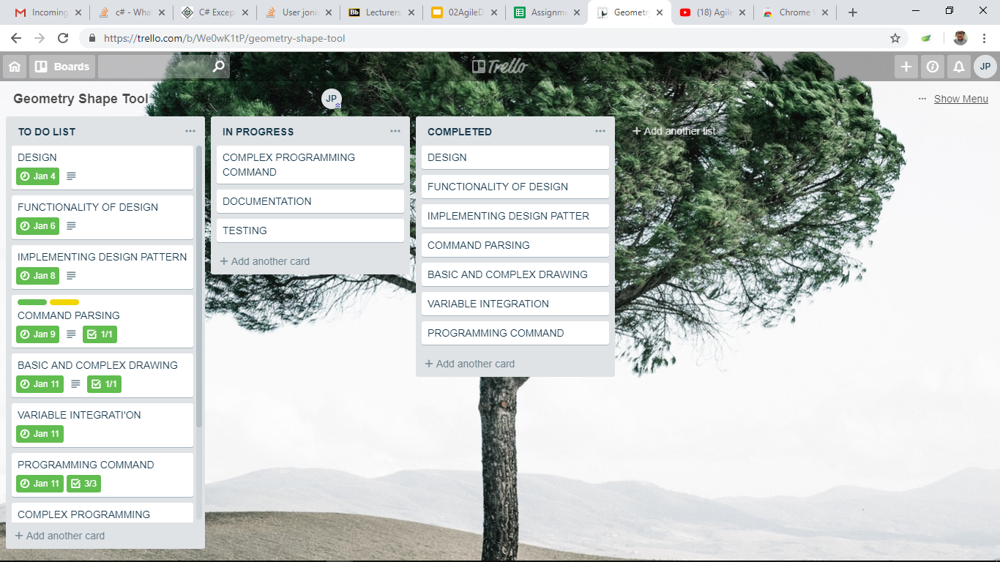 Incoming
c# - Wha
C# Excep
User jonis
Bb
Lecturers
02AgileD
Assignme
Geometr
(18) Agile
Chrome
https://trello.com/b/We0wK1tP/geometry-shape-tool
Boards
Trello
JP
Geometry Shape Tool
JP
... Show Menu
TO DO LIST
DESIGN
Jan 4
FUNCTIONALITY OF DESIGN
Jan 6
IMPLEMENTING DESIGN PATTERN
Jan 8
COMMAND PARSING
Jan 9 1/1
BASIC AND COMPLEX DRAWING
Jan 11 1/1
VARIABLE INTEGRATI'ON
Jan 11
PROGRAMMING COMMAND
Jan 11 3/3
COMPLEX PROGRAMMING
+ Add another card
IN PROGRESS
COMPLEX PROGRAMMING
COMMAND
DOCUMENTATION
TESTING
+ Add another card
COMPLETED
DESIGN
FUNCTIONALITY OF DESIGN
IMPLEMENTING DESIGN PATTER
COMMAND PARSING
BASIC AND COMPLEX DRAWING
VARIABLE INTEGRATION
PROGRAMMING COMMAND
+ Add another card
+ Add another list